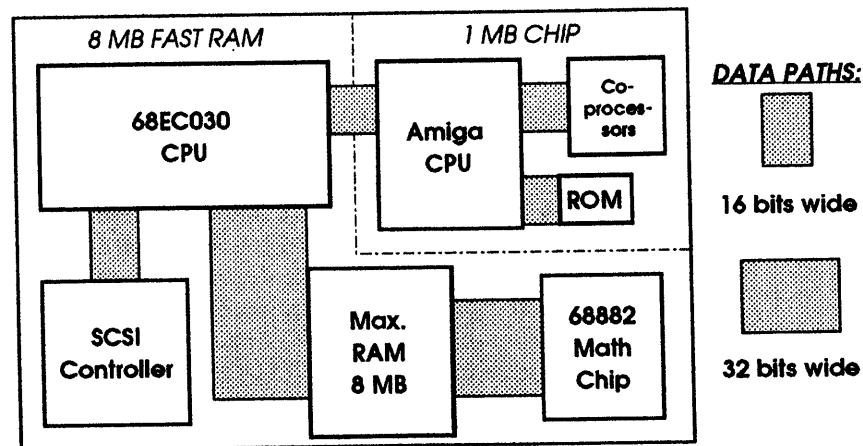 8 MB FAST RAM
1 MB CHIP
68EC030
CPU
Amiga
CPU
Co-
proces-
sors
ROM
SCSI
Controller
Max.
RAM
8 MB
68882
Math
Chip
DATA PATHS:
16 bits wide
32 bits wide